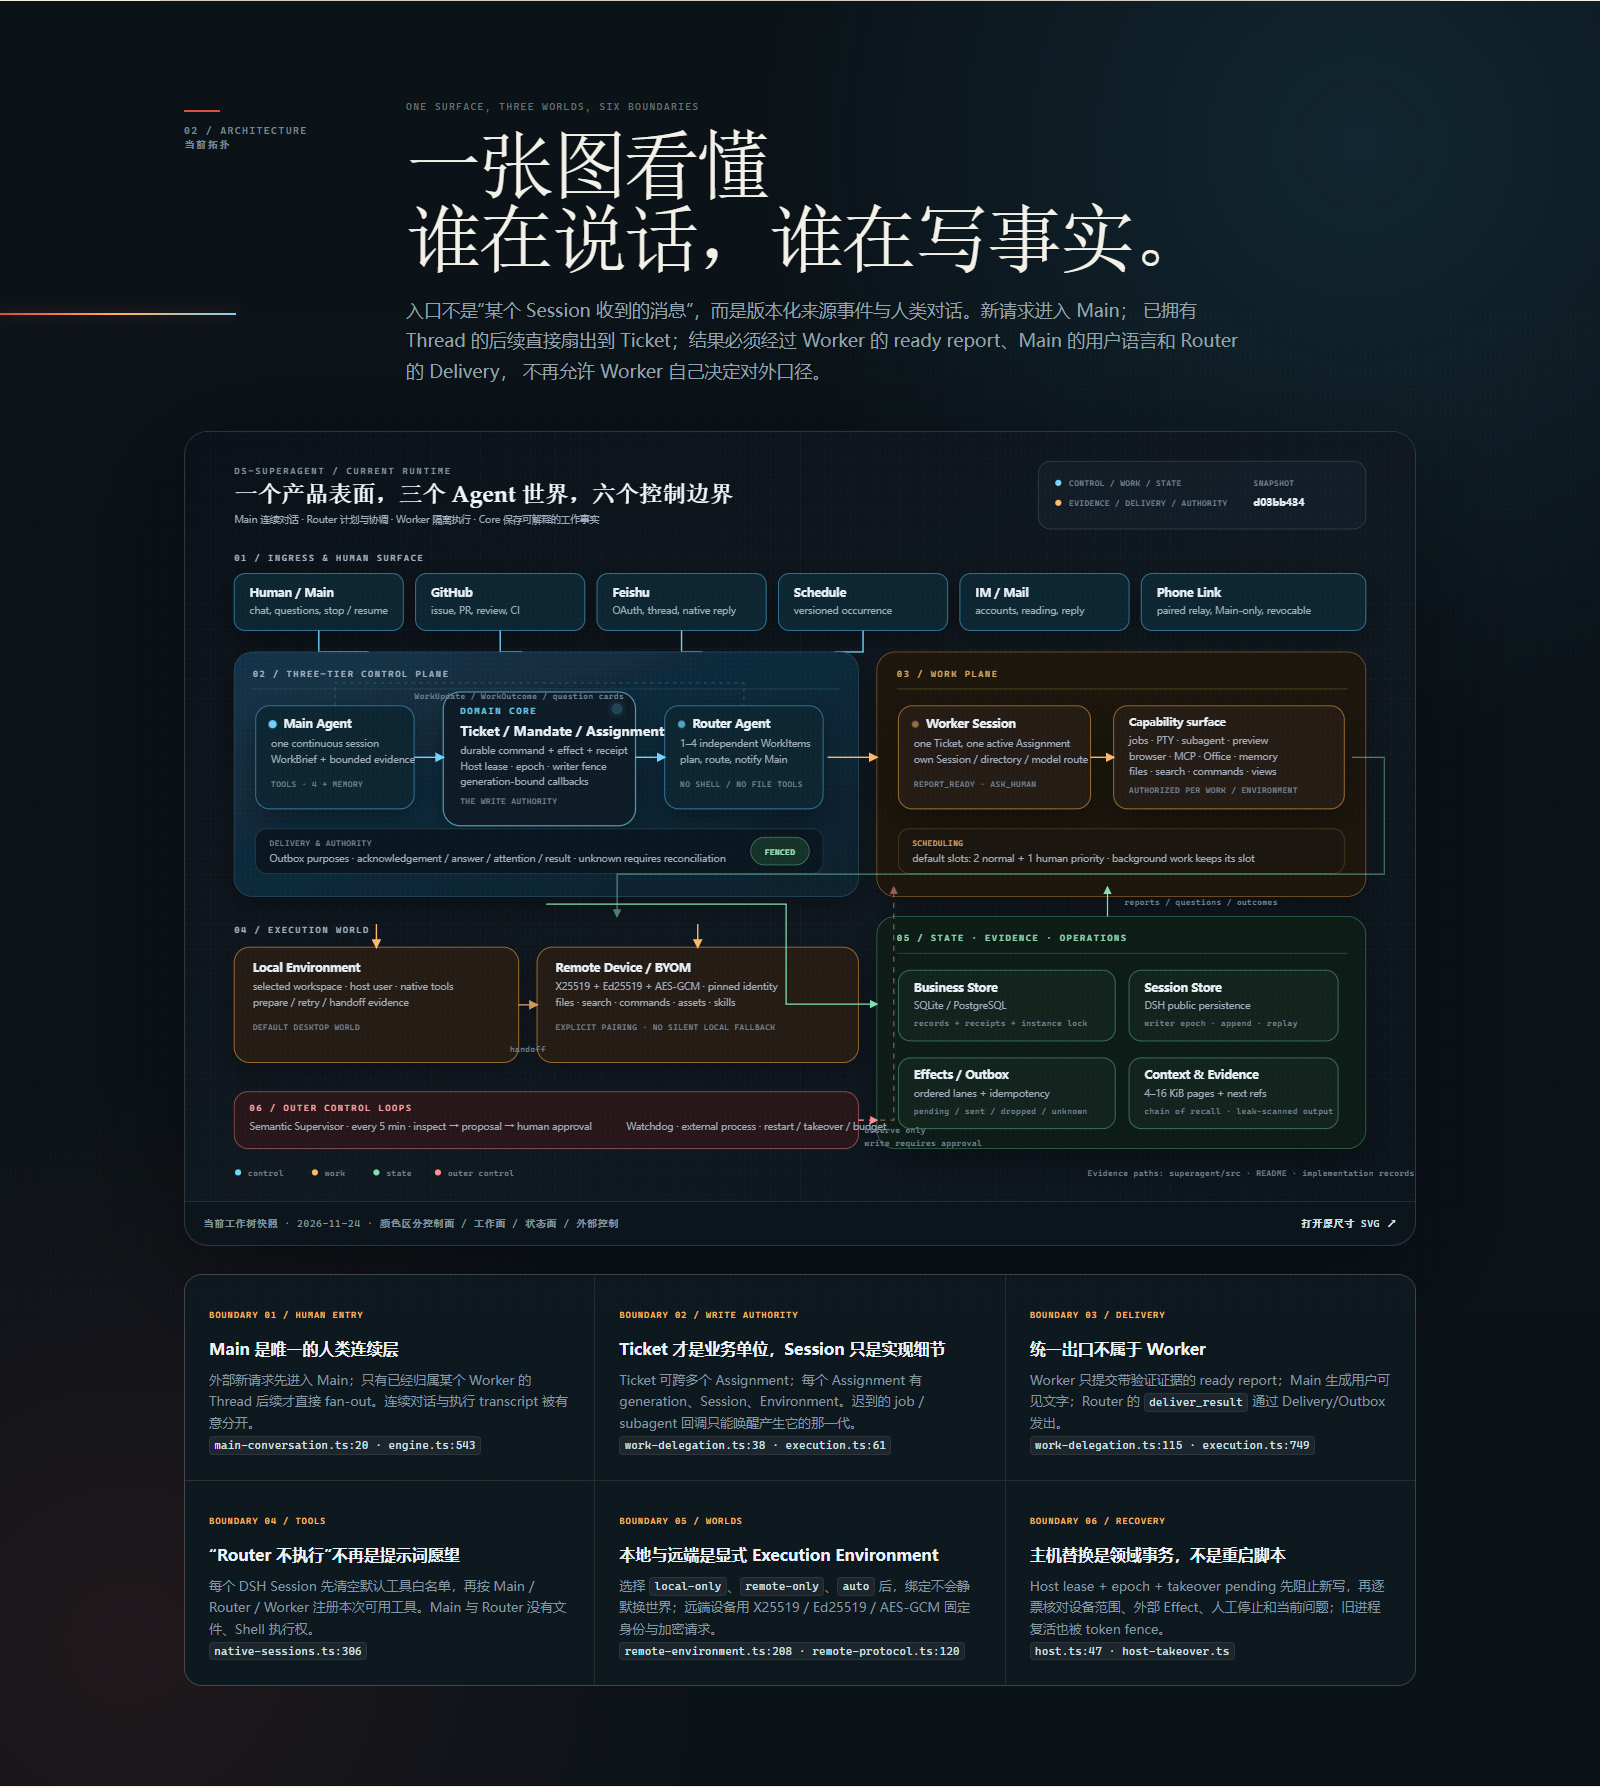 ONE SURFACE, THREE WORLDS, SIX BOUNDARIES
02 / ARCHITECTURE
当前拓扑
一张图看懂
谁在说话，谁在写事实。
入口不是“某个 Session 收到的消息”，而是版本化来源事件与人类对话。新请求进入 Main； 已拥有
Thread 的后续直接扇出到 Ticket；结果必须经过 Worker 的 ready report、Main 的用户语言和 Router
的 Delivery， 不再允许 Worker 自己决定对外口径。
DS-SUPERAGENT / CURRENT RUNTIME
一个产品表面，三个 Agent 世界，六个控制边界
Main 连续对话 · Router 计划与协调 · Worker 隔离执行 · Core 保存可解释的工作事实
CONTROL / WORK / STATE
SNAPSHOT
EVIDENCE / DELIVERY / AUTHORITY
d03bb434
01 / INGRESS & HUMAN SURFACE
Human / Main
chat, questions, stop / resume
GitHub
issue, PR, review, CI
Feishu
OAuth, thread, native reply
Schedule
versioned occurrence
IM / Mail
accounts, reading, reply
Phone Link
paired relay, Main-only, revocable
02 / THREE-TIER CONTROL PLANE
WorkUpdate / WorkOutcome / question cards
Main Agent
one continuous session
WorkBrief + bounded evidence
TOOLS · 4 + MEMORY
DOMAIN CORE
Ticket / Mandate / Assignment
durable command + effect + receipt
Host lease · epoch · writer fence
generation-bound callbacks
THE WRITE AUTHORITY
Router Agent
1–4 independent WorkItems
plan, route, notify Main
NO SHELL / NO FILE TOOLS
DELIVERY & AUTHORITY
Outbox purposes · acknowledgement / answer / attention / result · unknown requires reconciliation
FENCED
03 / WORK PLANE
Worker Session
one Ticket, one active Assignment
own Session / directory / model route
REPORT_READY · ASK_HUMAN
Capability surface
jobs · PTY · subagent · preview
browser · MCP · Office · memory
files · search · commands · views
AUTHORIZED PER WORK / ENVIRONMENT
SCHEDULING
default slots: 2 normal + 1 human priority · background work keeps its slot
reports / questions / outcomes
04 / EXECUTION WORLD
Local Environment
selected workspace · host user · native tools
prepare / retry / handoff evidence
DEFAULT DESKTOP WORLD
handoff
Remote Device / BYOM
X25519 + Ed25519 + AES-GCM · pinned identity
files · search · commands · assets · skills
EXPLICIT PAIRING · NO SILENT LOCAL FALLBACK
05 / STATE · EVIDENCE · OPERATIONS
Business Store
SQLite / PostgreSQL
records + receipts + instance lock
Session Store
DSH public persistence
writer epoch · append · replay
Effects / Outbox
ordered lanes + idempotency
pending / sent / dropped / unknown
Context & Evidence
4–16 KiB pages + next refs
chain of recall · leak-scanned output
06 / OUTER CONTROL LOOPS
Semantic Supervisor · every 5 min · inspect → proposal → human approval
Watchdog · external process · restart / takeover / budget
observe only
write requires approval
control
work
state
outer control
Evidence paths: superagent/src · README · implementation records
当前工作树快照 · 2026-11-24 · 颜色区分控制面 / 工作面 / 状态面 / 外部控制
打开原尺寸 SVG ↗
BOUNDARY 01 / HUMAN ENTRY
Main 是唯一的人类连续层
外部新请求先进入 Main；只有已经归属某个 Worker 的
Thread 后续才直接 fan-out。连续对话与执行 transcript 被有
意分开。
main-conversation.ts:20 · engine.ts:543
BOUNDARY 02 / WRITE AUTHORITY
Ticket 才是业务单位，Session 只是实现细节
Ticket 可跨多个 Assignment；每个 Assignment 有
generation、Session、Environment。迟到的 job /
subagent 回调只能唤醒产生它的那一代。
work-delegation.ts:38 · execution.ts:61
BOUNDARY 03 / DELIVERY
统一出口不属于 Worker
Worker 只提交带验证证据的 ready report；Main 生成用户可
见文字；Router 的 deliver_result 通过 Delivery/Outbox
发出。
work-delegation.ts:115 · execution.ts:749
BOUNDARY 04 / TOOLS
“Router 不执行”不再是提示词愿望
每个 DSH Session 先清空默认工具白名单，再按 Main /
Router / Worker 注册本次可用工具。Main 与 Router 没有文
件、Shell 执行权。
native-sessions.ts:306
BOUNDARY 05 / WORLDS
本地与远端是显式 Execution Environment
选择 local-only、remote-only、auto 后，绑定不会静
默换世界；远端设备用 X25519 / Ed25519 / AES-GCM 固定
身份与加密请求。
remote-environment.ts:208 · remote-protocol.ts:120
BOUNDARY 06 / RECOVERY
主机替换是领域事务，不是重启脚本
Host lease + epoch + takeover pending 先阻止新写，再逐
票核对设备范围、外部 Effect、人工停止和当前问题；旧进程
复活也被 token fence。
host.ts:47 · host-takeover.ts